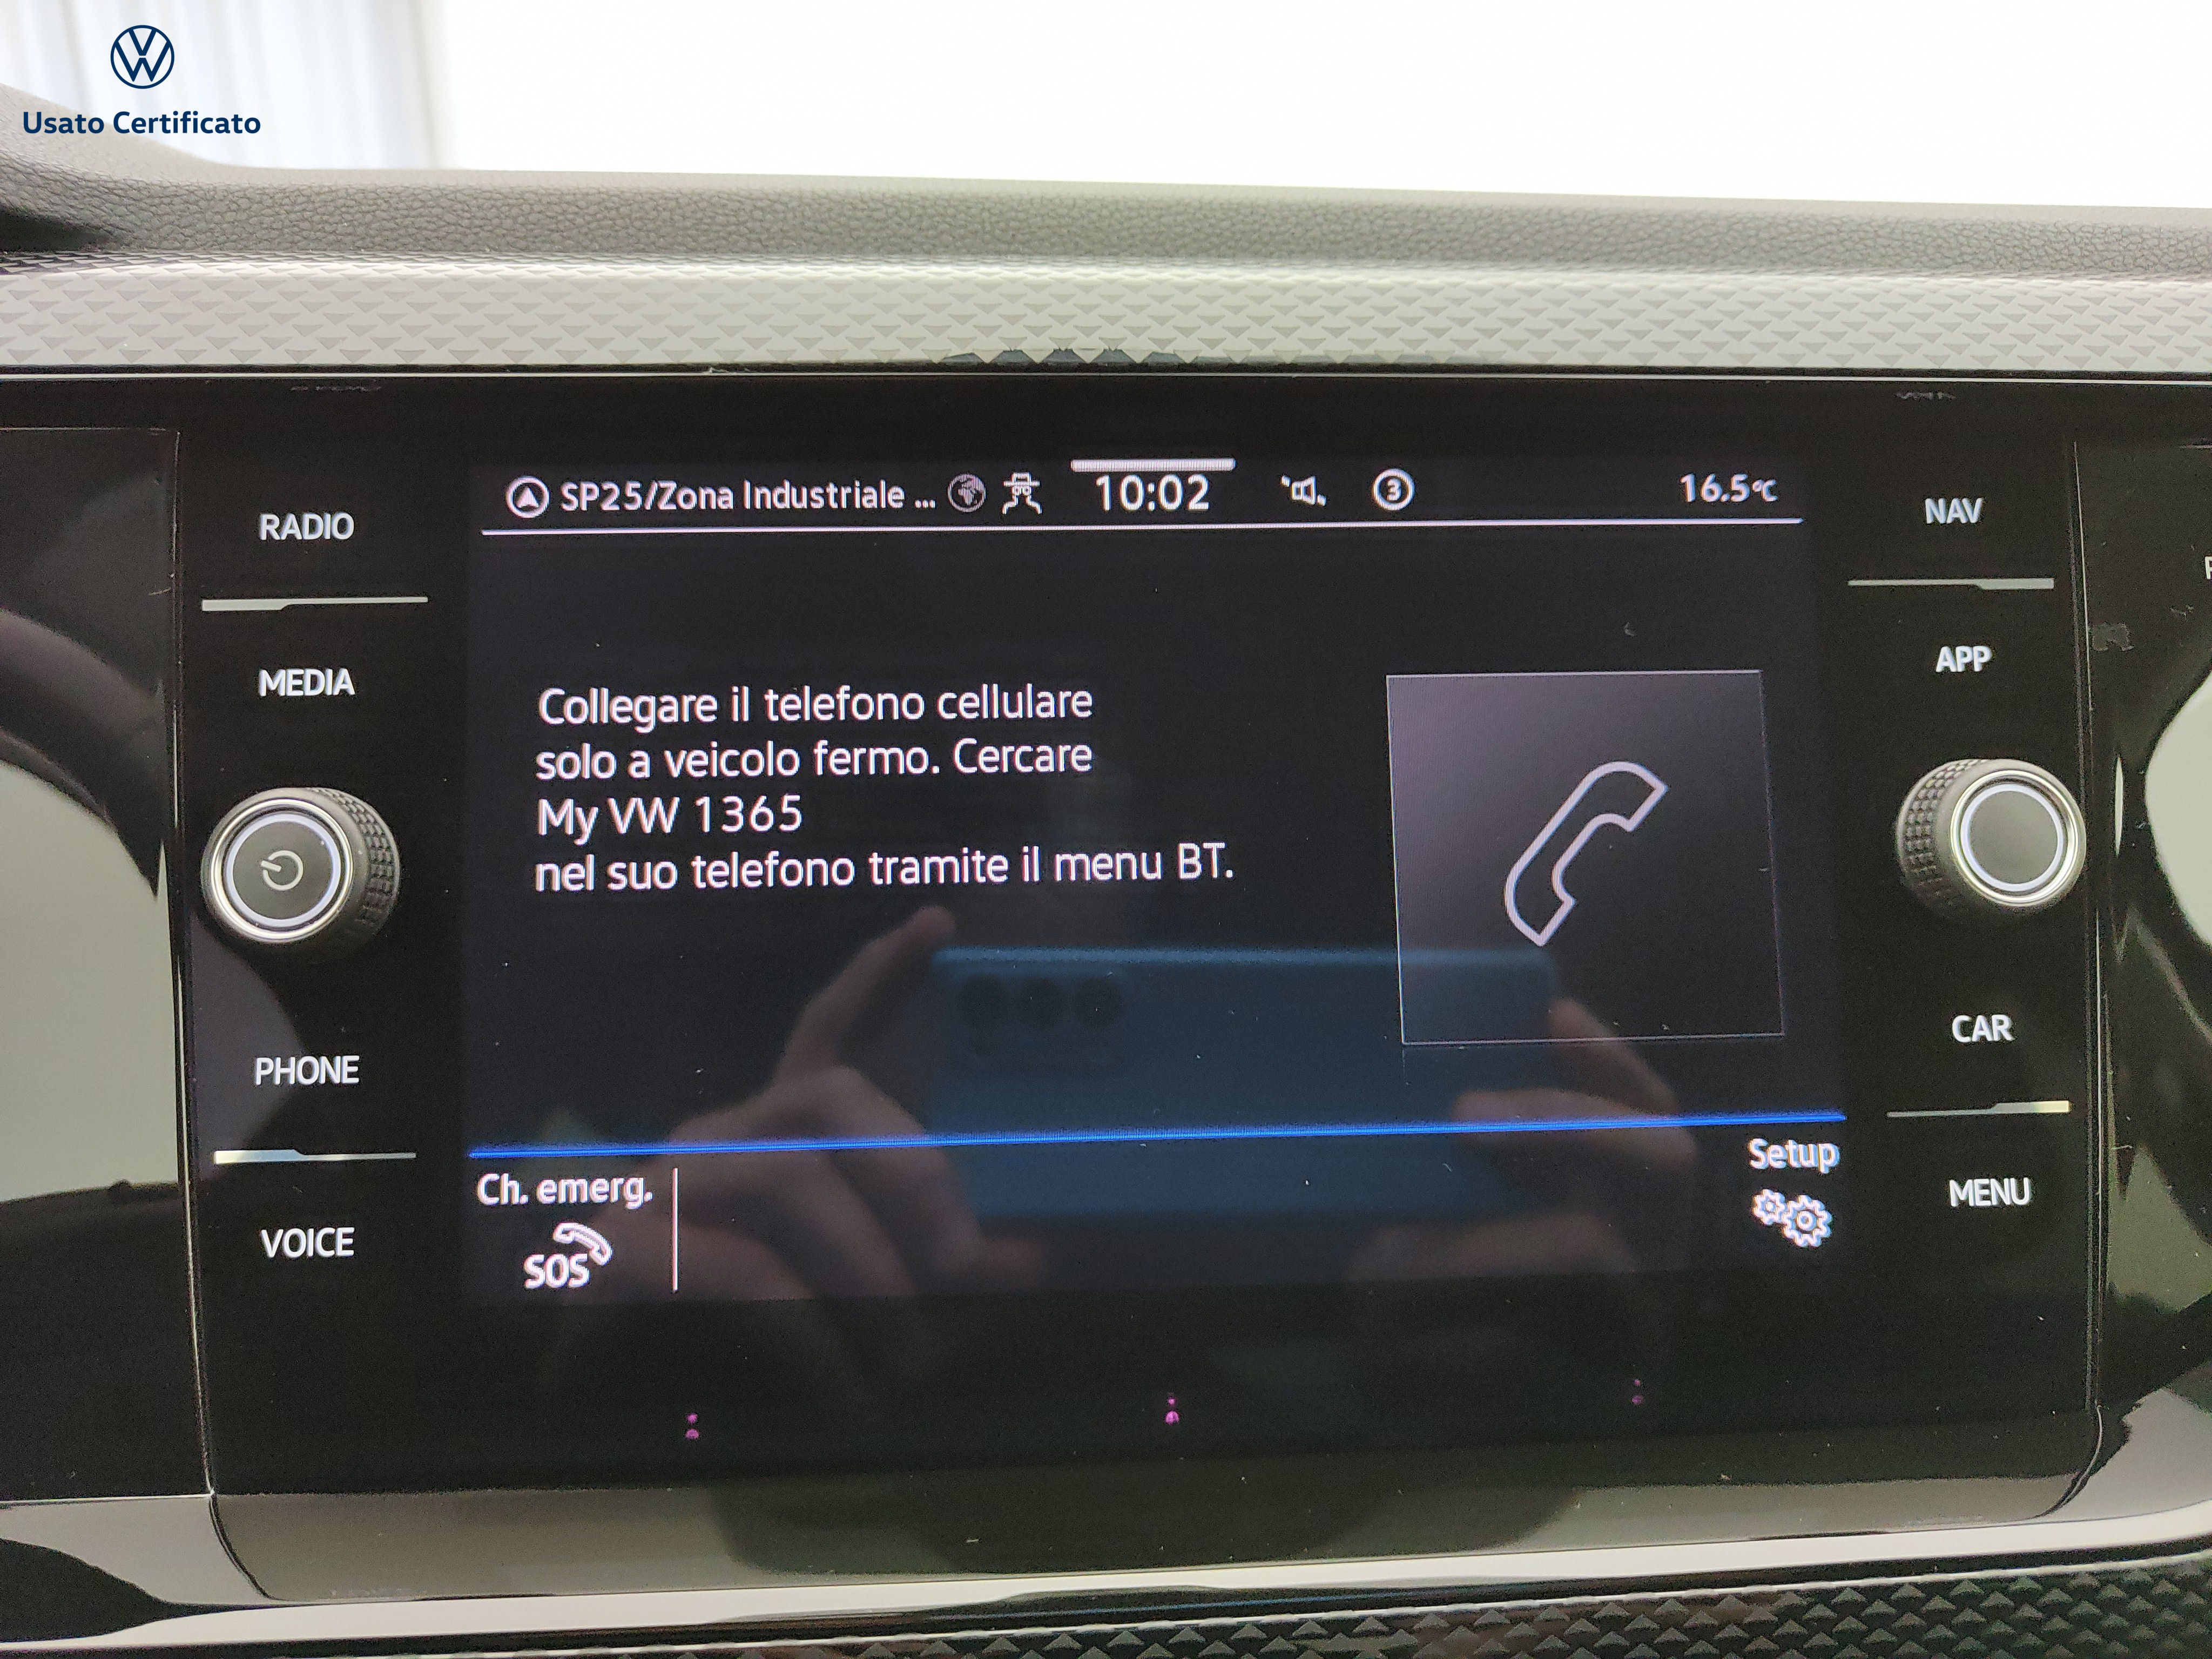 Usato Certificato
SP25/Zona Industriale ...
10:02
3
16.5°C
RADIO
MEDIA
PHONE
VOICE
Collegare il telefono cellulare
solo a veicolo fermo. Cercare
My VW 1365
nel suo telefono tramite il menu BT.
Ch. emerg.
SOS
Setup
NAV
APP
CAR
MENU